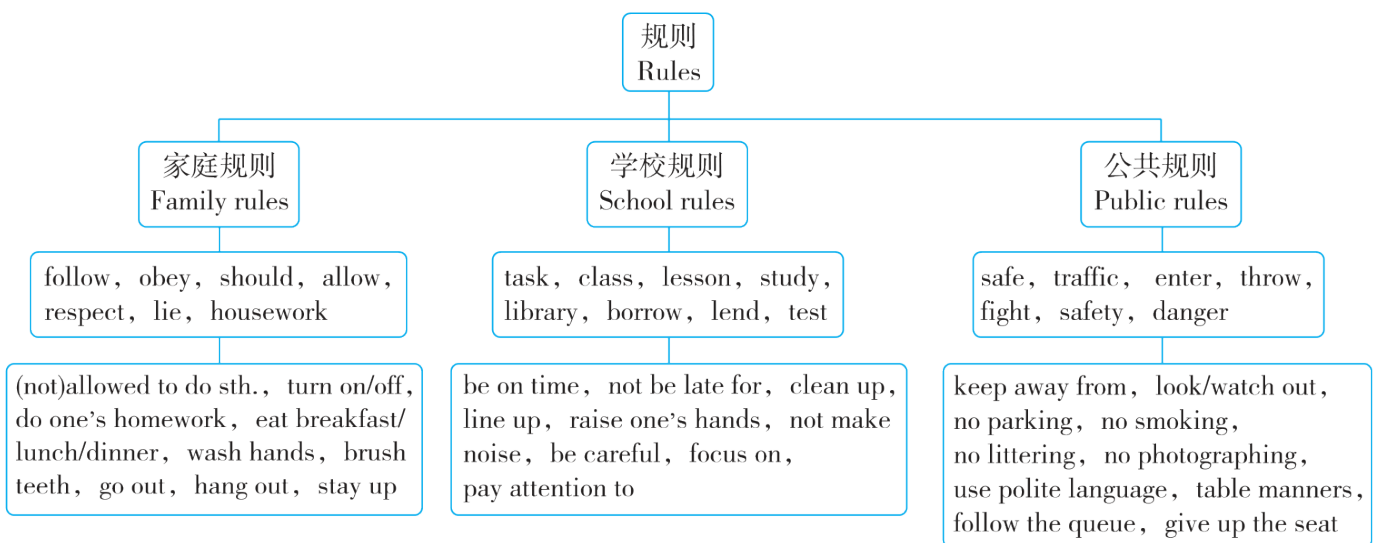 规则
Rules
家庭规则
Family rules
学校规则
School rules
公共规则
Public rules
follow, obey, should, allow,
respect, lie, housework
task, class, lesson, study,
library, borrow, lend, test
safe, traffic, enter, throw,
fight, safety, danger
(not)allowed to do sth., turn on/off,
do one's homework, eat breakfast/
lunch/dinner, wash hands, brush
teeth, go out, hang out, stay up
be on time, not be late for, clean up,
line up, raise one's hands, not make
noise, be careful, focus on,
pay attention to
keep away from, look/watch out,
no parking, no smoking,
no littering, no photographing,
use polite language, table manners,
follow the queue, give up the seat